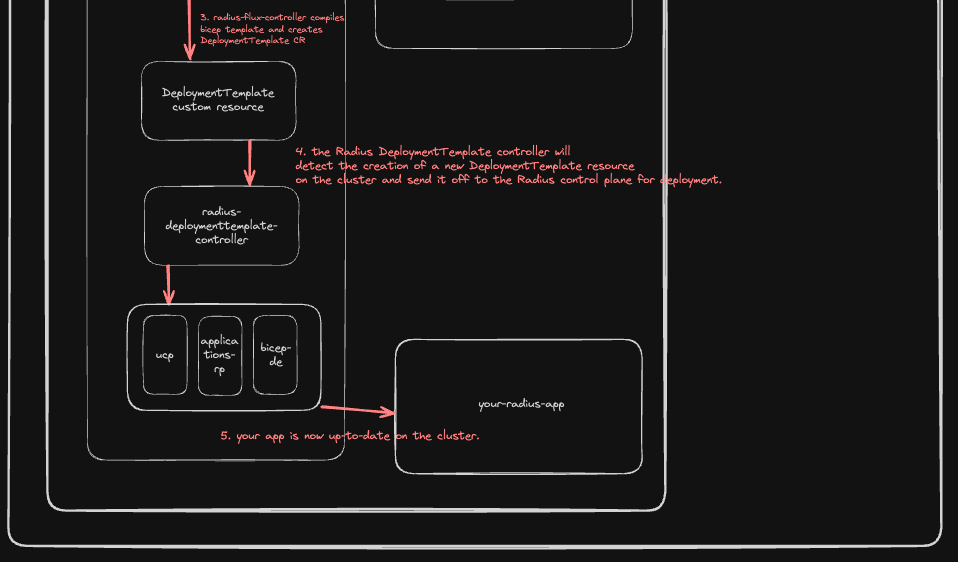 3. radius-flux-controller compiles
bicep template and creates
DeploymentTemplate CR
DeploymentTemplate
custom resource
4. the Radius DeploymentTemplate controller will
detect the creation of a new DeploymentTemplate resource
on the cluster and send it off to the Radius control plane for deployment.
radius-
deploymenttemplate-
controller
ucp
applica
tions-
rp
bicep-
de
your-radius-app
5. your app is now up-to-date on the cluster.